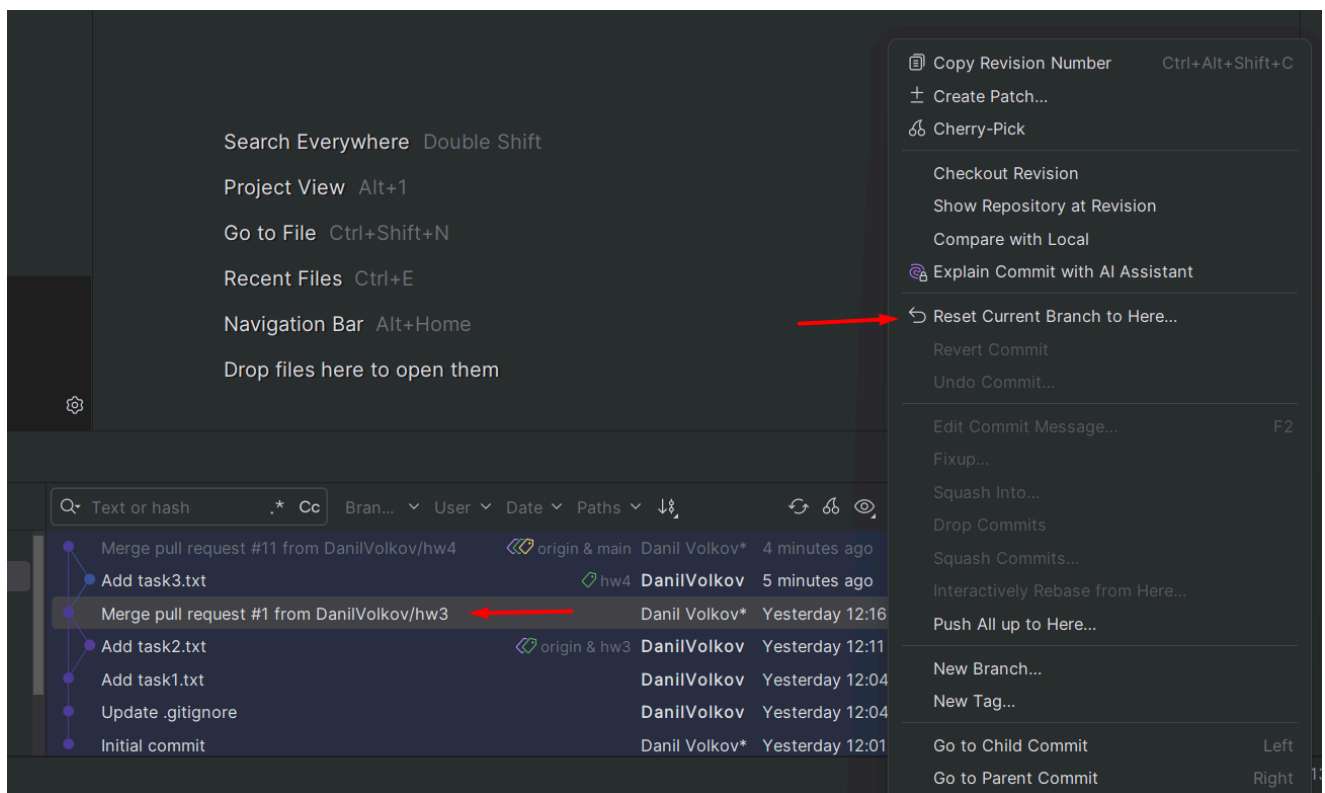 Search Everywhere Double Shift
Project View Alt+1
Go to File Ctrl+Shift+N
Recent Files Ctrl+E
Navigation Bar Alt+Home
Drop files here to open them
Text or hash .* Cc Bran... User Date Paths
Merge pull request #11 from DanilVolkov/hw4 origin & main Danil Volkov* 4 minutes ago
Add task3.txt hw4 DanilVolkov 5 minutes ago
Merge pull request #1 from DanilVolkov/hw3 Danil Volkov* Yesterday 12:16
Add task2.txt origin & hw3 DanilVolkov Yesterday 12:11
Add task1.txt DanilVolkov Yesterday 12:04
Update .gitignore DanilVolkov Yesterday 12:04
Initial commit Danil Volkov* Yesterday 12:01
Copy Revision Number Ctrl+Alt+Shift+C
Create Patch...
Cherry-Pick
Checkout Revision
Show Repository at Revision
Compare with Local
Explain Commit with AI Assistant
Reset Current Branch to Here...
Revert Commit
Undo Commit...
Edit Commit Message... F2
Fixup...
Squash Into...
Drop Commits
Squash Commits...
Interactively Rebase from Here...
Push All up to Here...
New Branch...
New Tag...
Go to Child Commit Left
Go to Parent Commit Right